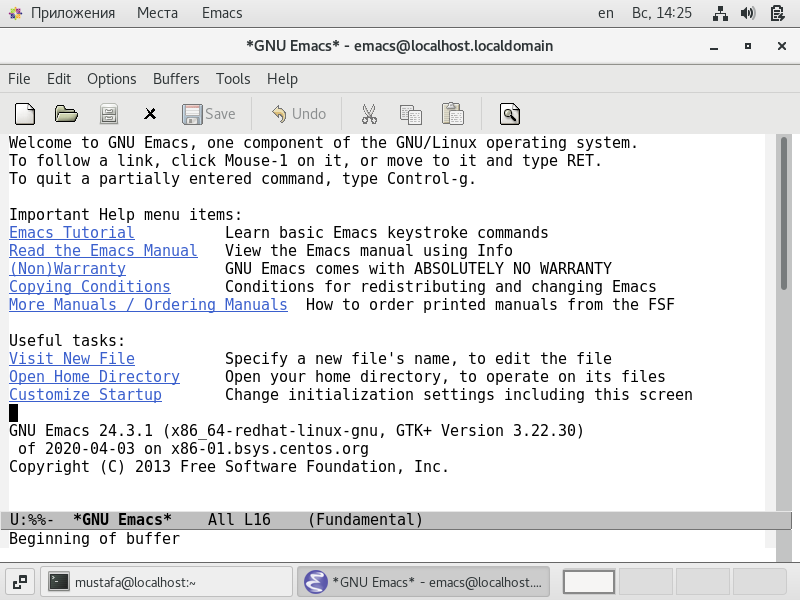 Приложения Места Emacs en Вс, 14:25
*GNU Emacs* - emacs@localhost.localdomain
File Edit Options Buffers Tools Help
Save Undo
Welcome to GNU Emacs, one component of the GNU/Linux operating system.
To follow a link, click Mouse-1 on it, or move to it and type RET.
To quit a partially entered command, type Control-g.
Important Help menu items:
Emacs Tutorial Learn basic Emacs keystroke commands
Read the Emacs Manual View the Emacs manual using Info
(Non)Warranty GNU Emacs comes with ABSOLUTELY NO WARRANTY
Copying Conditions Conditions for redistributing and changing Emacs
More Manuals / Ordering Manuals How to order printed manuals from the FSF
Useful tasks:
Visit New File Specify a new file's name, to edit the file
Open Home Directory Open your home directory, to operate on its files
Customize Startup Change initialization settings including this screen
GNU Emacs 24.3.1 (x86_64-redhat-linux-gnu, GTK+ Version 3.22.30)
of 2020-04-03 on x86-01.bsys.centos.org
Copyright (C) 2013 Free Software Foundation, Inc.
U:%%- *GNU Emacs* All L16 (Fundamental)
Beginning of buffer
mustafa@localhost:~ *GNU Emacs* - emacs@localhost....